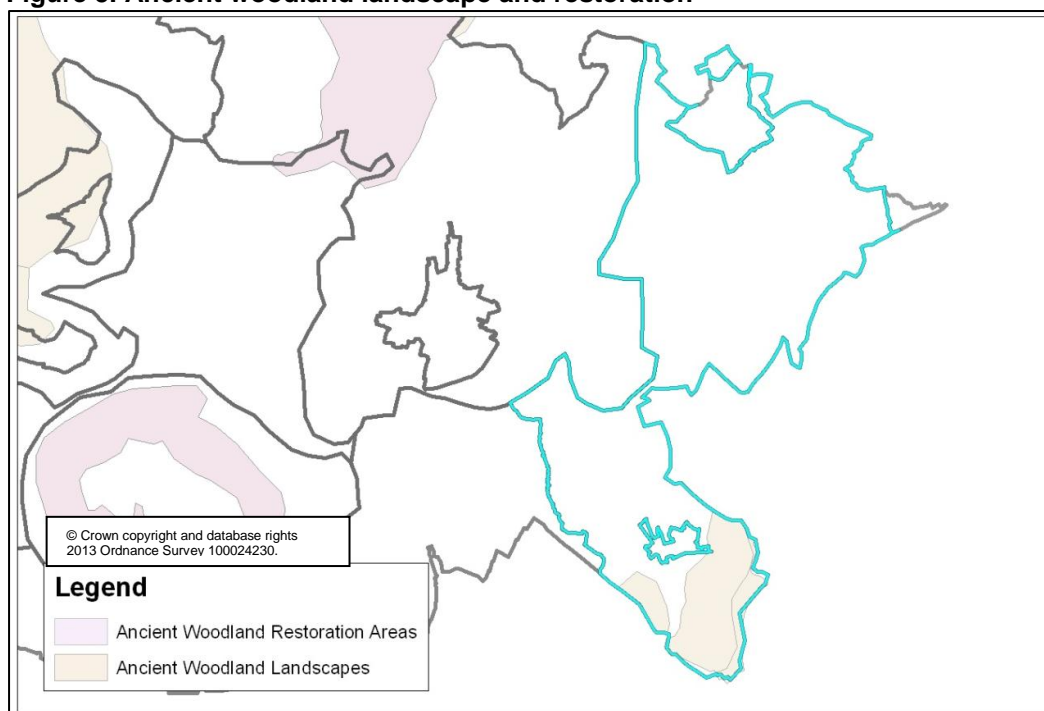 Figure Ancient woodland landscape and restoration
© Crown copyright and database rights
2013 Ordnance Survey 100024230.
Legend
Ancient Woodland Restoration Areas
Ancient Woodland Landscapes